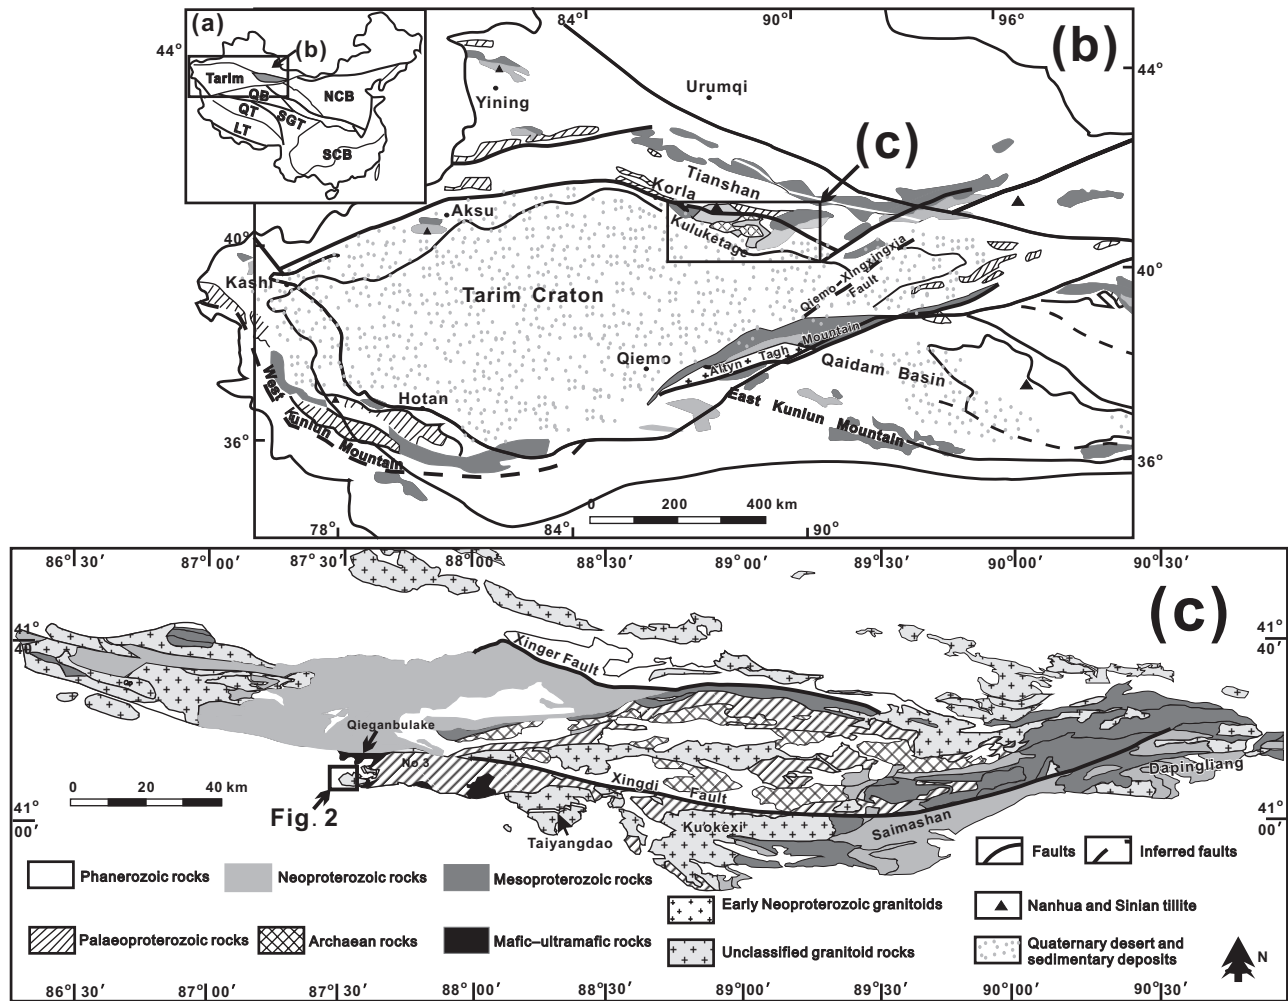 (a)
(b)
Tarim
QB
NCB
QT
SGT
LT
SCB
84°
90°
96°
(b)
44°
44°
Urumqi
Yining
(c)
Tianshan
Korla
Aksu
Kuluketage
40°
40°
Kashi
Qiemo-Xingxingxia
Fault
Tarim Craton
Altyn Tagh Mountain
Qiemo
Qaidam Basin
Hotan
West Kunlun Mountain
East Kunlun Mountain
36°
36°
0 200 400 km
78°
84°
90°
86°30′ 87°00′ 87°30′ 88°00′ 88°30′ 89°00′ 89°30′ 90°00′ 90°30′
(c)
41°
40′
41°
40′
Xinger Fault
Qieganbulake
No 3
Dapingliang
Xingdi Fault
0 20 40 km
Fig. 2
41°
00′
41°
00′
Kuokexi
Saimashan
Taiyangdao
Faults
Inferred faults
Phanerozoic rocks
Neoproterozoic rocks
Mesoproterozoic rocks
Early Neoproterozoic granitoids
Nanhua and Sinian tillite
Palaeoproterozoic rocks
Archaean rocks
Mafic–ultramafic rocks
Unclassified granitoid rocks
Quaternary desert and
sedimentary deposits
N
86°30′ 87°00′ 87°30′ 88°00′ 88°30′ 89°00′ 89°30′ 90°00′ 90°30′